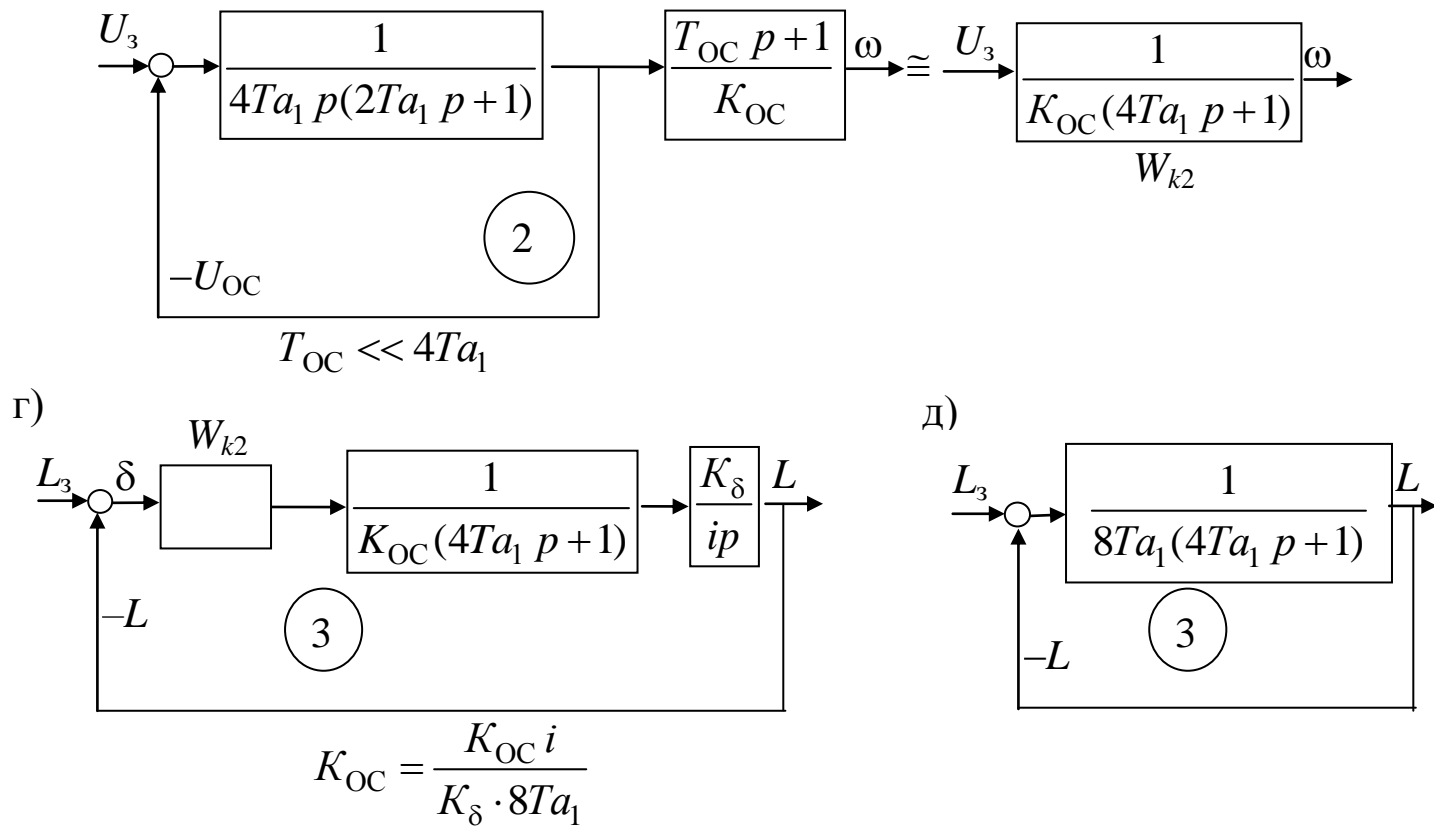 U_з 1 / 4Ta_1 p(2Ta_1 p + 1) T_ОС p + 1 / K_ОС ω ≅ U_з 1 / K_ОС (4Ta_1 p + 1) ω
W_k2
2
–U_ОС
T_ОС << 4Ta_1
г)
W_k2
L_з δ 1 / K_ОС (4Ta_1 p + 1) K_δ / ip L
–L
3
K_ОС = K_ОС i / K_δ · 8Ta_1
д)
L_з 1 / 8Ta_1(4Ta_1 p + 1) L
3
–L